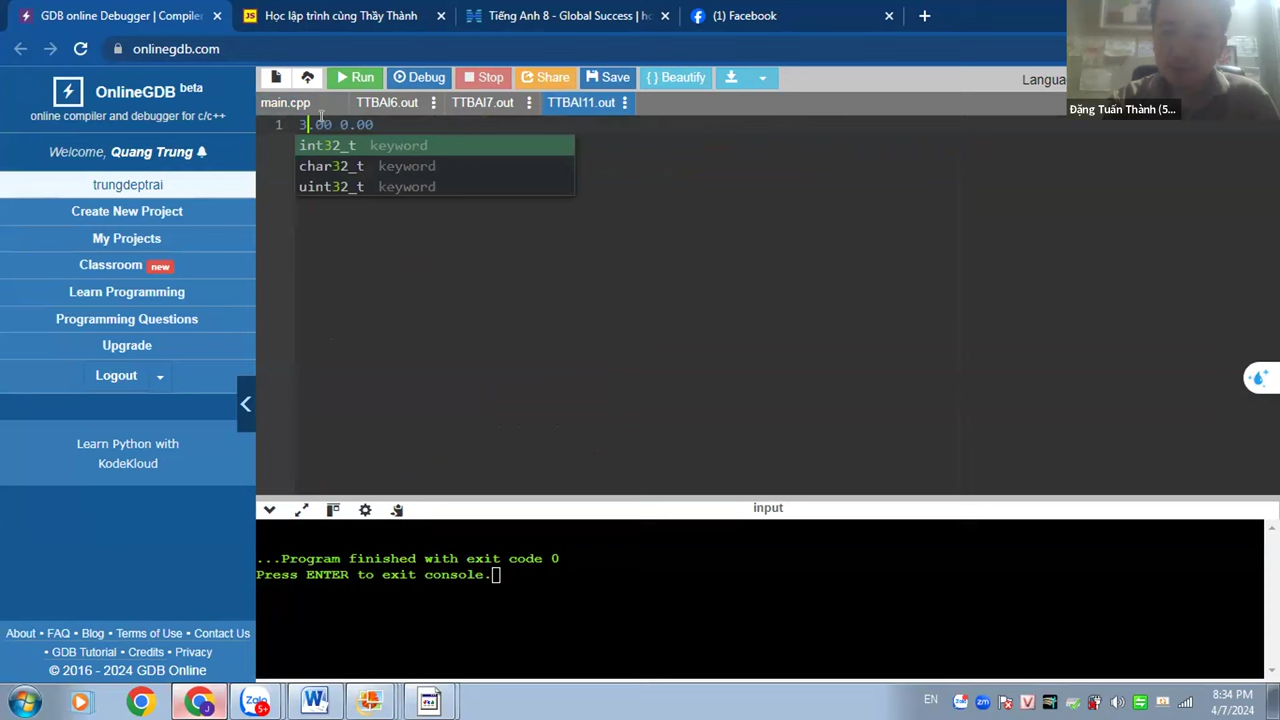 GDB online Debugger | Compiler
Học lập trình cùng Thầy Thành
Tiếng Anh 8 - Global Success | h
(1) Facebook
onlinegdb.com
OnlineGDB beta
online compiler and debugger for c/c++
Welcome, Quang Trung
trungdeptrai
Create New Project
My Projects
Classroom new
Learn Programming
Programming Questions
Upgrade
Logout
Learn Python with
KodeKloud
About • FAQ • Blog • Terms of Use • Contact Us
• GDB Tutorial • Credits • Privacy
© 2016 - 2024 GDB Online
Run
Debug
Stop
Share
Save
{ } Beautify
Langua
Đặng Tuấn Thành (5...
main.cpp
TTBAI6.out
TTBAI7.out
TTBAI11.out
1 3.00 0.00
int32_t keyword
char32_t keyword
uint32_t keyword
input
...Program finished with exit code 0
Press ENTER to exit console.
EN
8:34 PM
4/7/2024